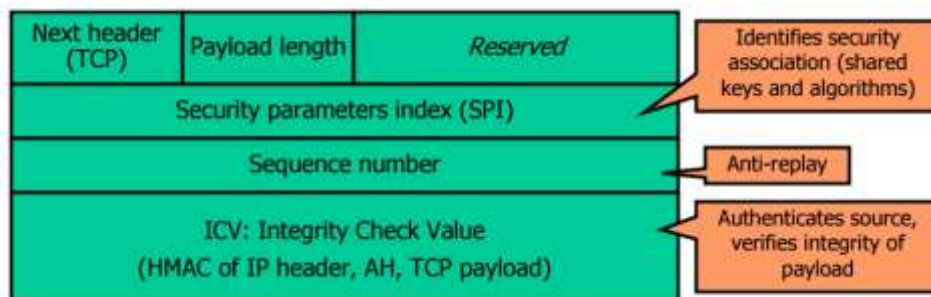 Next header
(TCP)
Payload length
Reserved
Identifies security
association (shared
keys and algorithms)
Security parameters index (SPI)
Sequence number
Anti-replay
ICV: Integrity Check Value
(HMAC of IP header, AH, TCP payload)
Authenticates source,
verifies integrity of
payload